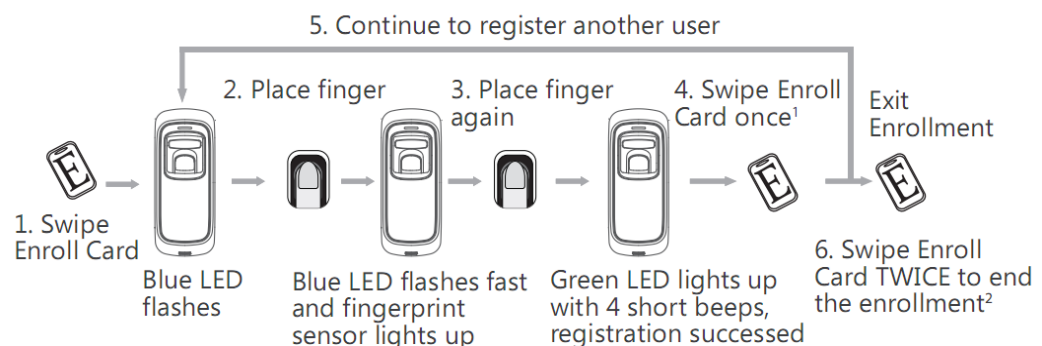 5. Continue to register another user
2. Place finger
3. Place finger
again
4. Swipe Enroll
Card once¹
Exit
Enrollment
E
E
E
1. Swipe
Enroll Card
Blue LED
flashes
Blue LED flashes fast
and fingerprint
sensor lights up
Green LED lights up
with 4 short beeps,
registration successed
6. Swipe Enroll
Card TWICE to end
the enrollment²